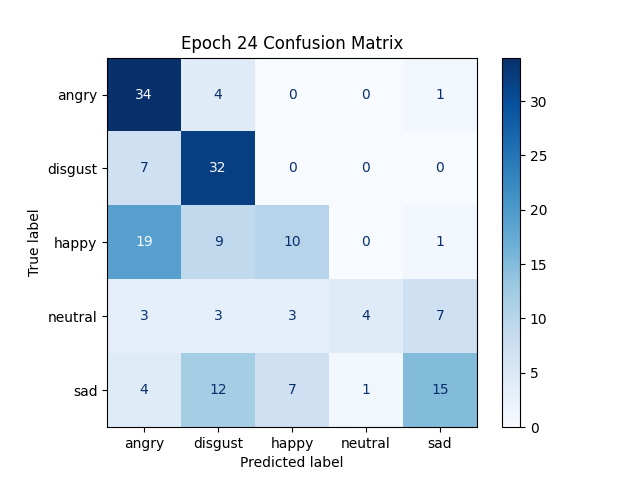 Epoch 24 Confusion Matrix
angry 34 4 0 0 1
disgust 7 32 0 0 0
happy 19 9 10 0 1
neutral 3 3 3 4 7
sad 4 12 7 1 15
angry disgust happy neutral sad
Predicted label
True label
30
25
20
15
10
5
0